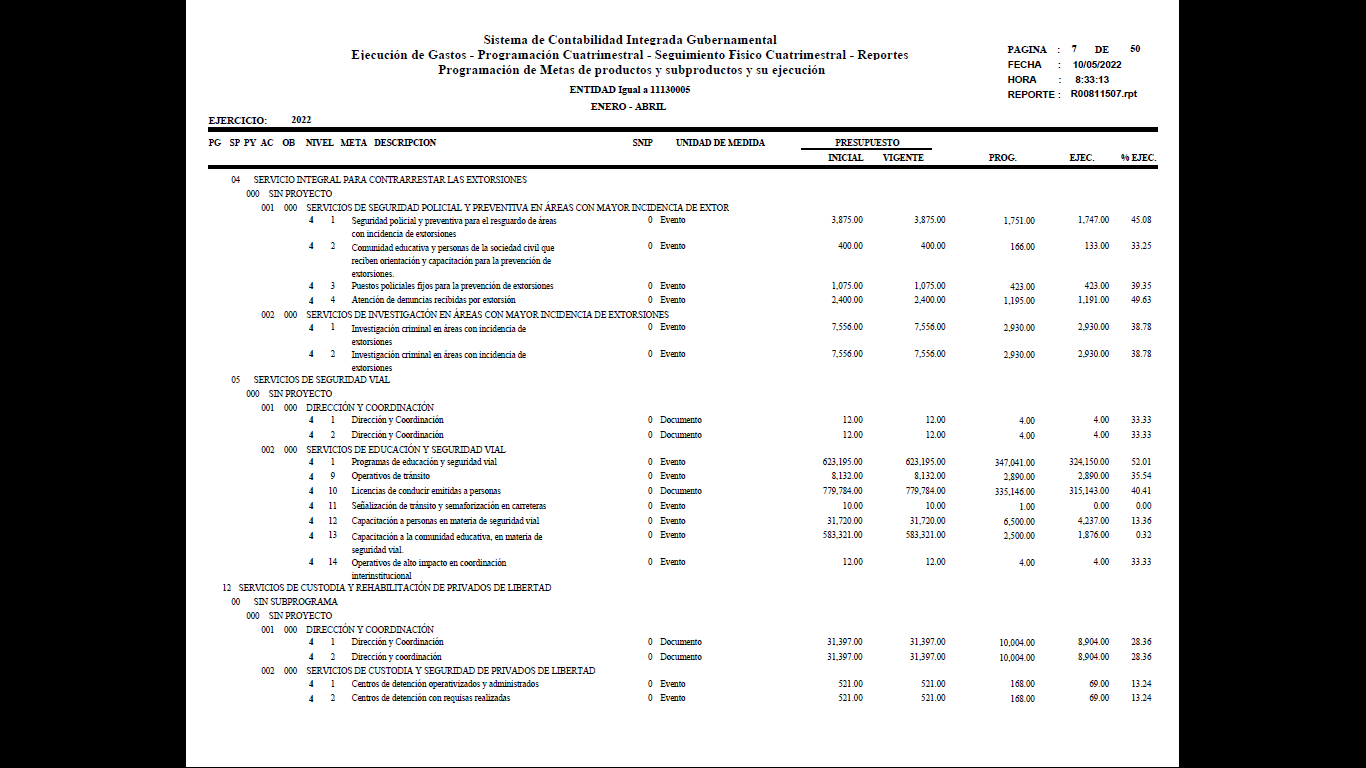 Sistema de Contabilidad Integrada Gubernamental
Ejecución de Gastos - Programación Cuatrimestral - Seguimiento Físico Cuatrimestral - Reportes
Programación de Metas de productos y subproductos y su ejecución
ENTIDAD Igual a 11130005
ENERO - ABRIL
PAGINA : 7 DE 50
FECHA : 10/05/2022
HORA : 8:33:13
REPORTE : R00811507.rpt
EJERCICIO: 2022
PG SP PY AC OB NIVEL META DESCRIPCION SNIP UNIDAD DE MEDIDA PRESUPUESTO
INICIAL VIGENTE PROG. EJEC. % EJEC.
04 SERVICIO INTEGRAL PARA CONTRARRESTAR LAS EXTORSIONES
000 SIN PROYECTO
001 000 SERVICIOS DE SEGURIDAD POLICIAL Y PREVENTIVA EN ÁREAS CON MAYOR INCIDENCIA DE EXTOR
4 1 Seguridad policial y preventiva para el resguardo de áreas 0 Evento 3,875.00 3,875.00 1,751.00 1,747.00 45.08
con incidencia de extorsiones
4 2 Comunidad educativa y personas de la sociedad civil que 0 Evento 400.00 400.00 166.00 133.00 33.25
reciben orientación y capacitación para la prevención de
extorsiones.
4 3 Puestos policiales fijos para la prevención de extorsiones 0 Evento 1,075.00 1,075.00 423.00 423.00 39.35
4 4 Atención de denuncias recibidas por extorsión 0 Evento 2,400.00 2,400.00 1,195.00 1,191.00 49.63
002 000 SERVICIOS DE INVESTIGACIÓN EN ÁREAS CON MAYOR INCIDENCIA DE EXTORSIONES
4 1 Investigación criminal en áreas con incidencia de 0 Evento 7,556.00 7,556.00 2,930.00 2,930.00 38.78
extorsiones
4 2 Investigación criminal en áreas con incidencia de 0 Evento 7,556.00 7,556.00 2,930.00 2,930.00 38.78
extorsiones
05 SERVICIOS DE SEGURIDAD VIAL
000 SIN PROYECTO
001 000 DIRECCIÓN Y COORDINACIÓN
4 1 Dirección y Coordinación 0 Documento 12.00 12.00 4.00 4.00 33.33
4 2 Dirección y Coordinación 0 Documento 12.00 12.00 4.00 4.00 33.33
002 000 SERVICIOS DE EDUCACIÓN Y SEGURIDAD VIAL
4 1 Programas de educación y seguridad vial 0 Evento 623,195.00 623,195.00 347,041.00 324,150.00 52.01
4 9 Operativos de tránsito 0 Evento 8,132.00 8,132.00 2,890.00 2,890.00 35.54
4 10 Licencias de conducir emitidas a personas 0 Documento 779,784.00 779,784.00 335,146.00 315,143.00 40.41
4 11 Señalización de tránsito y semaforización en carreteras 0 Evento 10.00 10.00 1.00 0.00 0.00
4 12 Capacitación a personas en materia de seguridad vial 0 Evento 31,720.00 31,720.00 6,500.00 4,237.00 13.36
4 13 Capacitación a la comunidad educativa, en materia de 0 Evento 583,321.00 583,321.00 2,500.00 1,876.00 0.32
seguridad vial.
4 14 Operativos de alto impacto en coordinación 0 Evento 12.00 12.00 4.00 4.00 33.33
interinstitucional
12 SERVICIOS DE CUSTODIA Y REHABILITACIÓN DE PRIVADOS DE LIBERTAD
00 SIN SUBPROGRAMA
000 SIN PROYECTO
001 000 DIRECCIÓN Y COORDINACIÓN
4 1 Dirección y Coordinación 0 Documento 31,397.00 31,397.00 10,004.00 8,904.00 28.36
4 2 Dirección y coordinación 0 Documento 31,397.00 31,397.00 10,004.00 8,904.00 28.36
002 000 SERVICIOS DE CUSTODIA Y SEGURIDAD DE PRIVADOS DE LIBERTAD
4 1 Centros de detención operativizados y administrados 0 Evento 521.00 521.00 168.00 69.00 13.24
4 2 Centros de detención con requisas realizadas 0 Evento 521.00 521.00 168.00 69.00 13.24